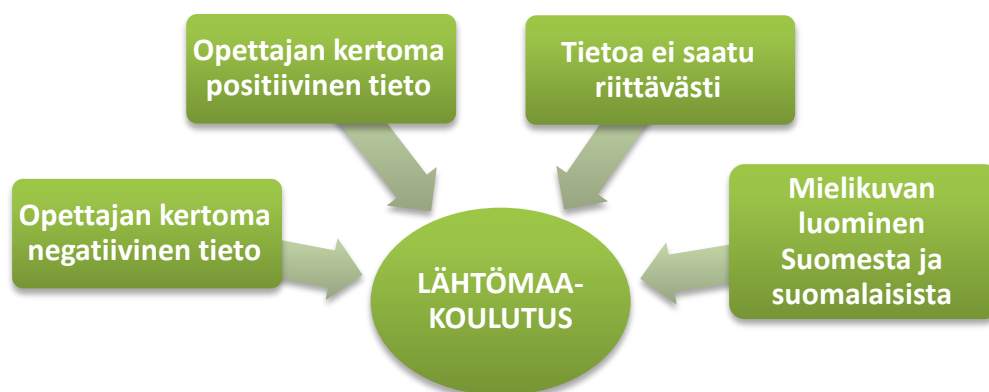 Opettajan kertoma
positiivinen tieto
Tietoa ei saatu
riittävästi
Opettajan kertoma
negatiivinen tieto
Mielikuvan
luominen
Suomesta ja
suomalaisista
LÄHTÖMAA-
KOULUTUS